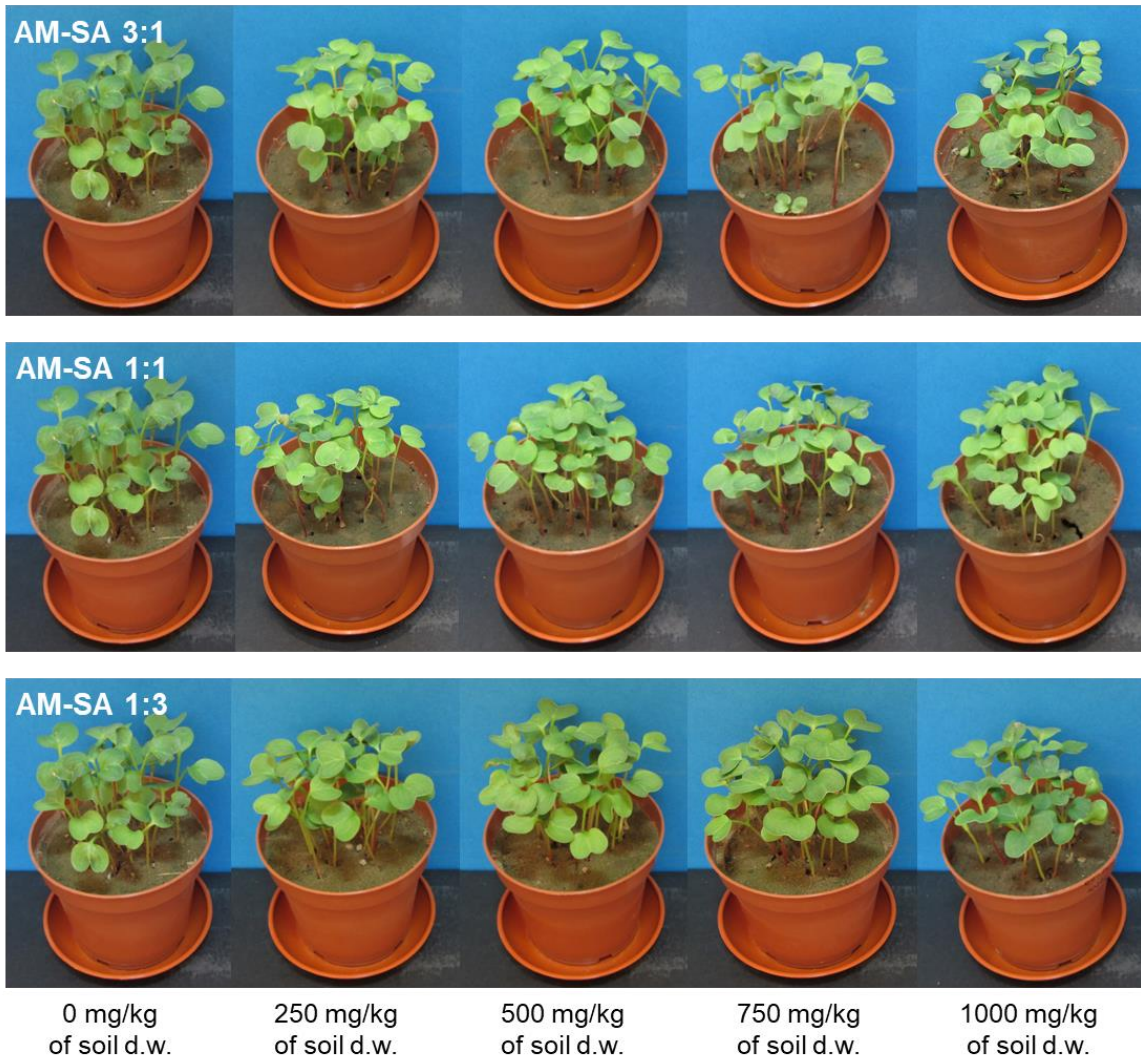 AM-SA 3:1
AM-SA 1:1
AM-SA 1:3
0 mg/kg
of soil d.w.
250 mg/kg
of soil d.w.
500 mg/kg
of soil d.w.
750 mg/kg
of soil d.w.
1000 mg/kg
of soil d.w.